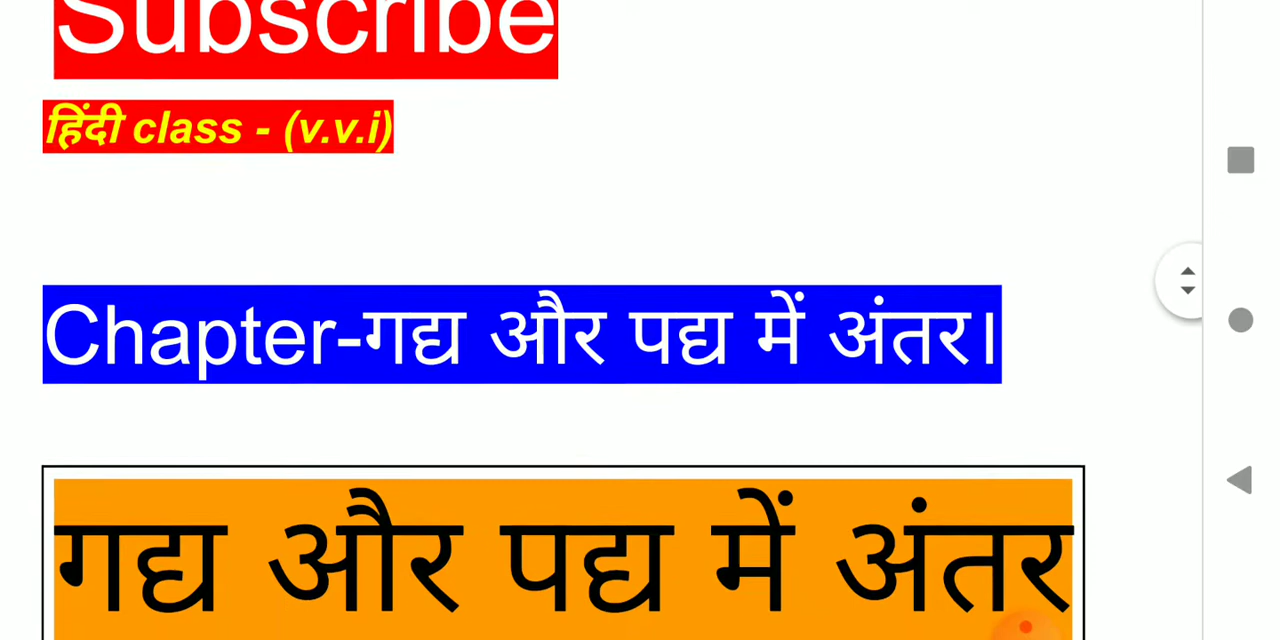 Subscribe
हिंदी class - (v.v.i)
Chapter-गद्य और पद्य में अंतर।
गद्य और पद्य में अंतर